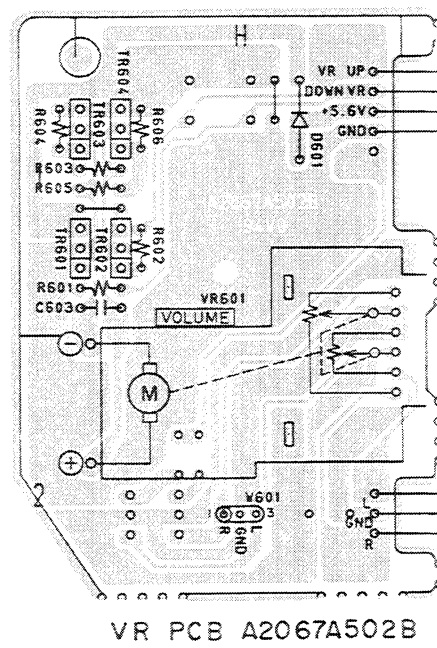 H
TR604
R604
TR603
R606
VR UP
DOWN VR
+5.6V
GND
D601
R603
R605
TR601
TR602
R602
R601
C603
VR601
VOLUME
−
M
+
2
W601
1
3
R
GND
L
L
GND
R
VR PCB A2067A502B